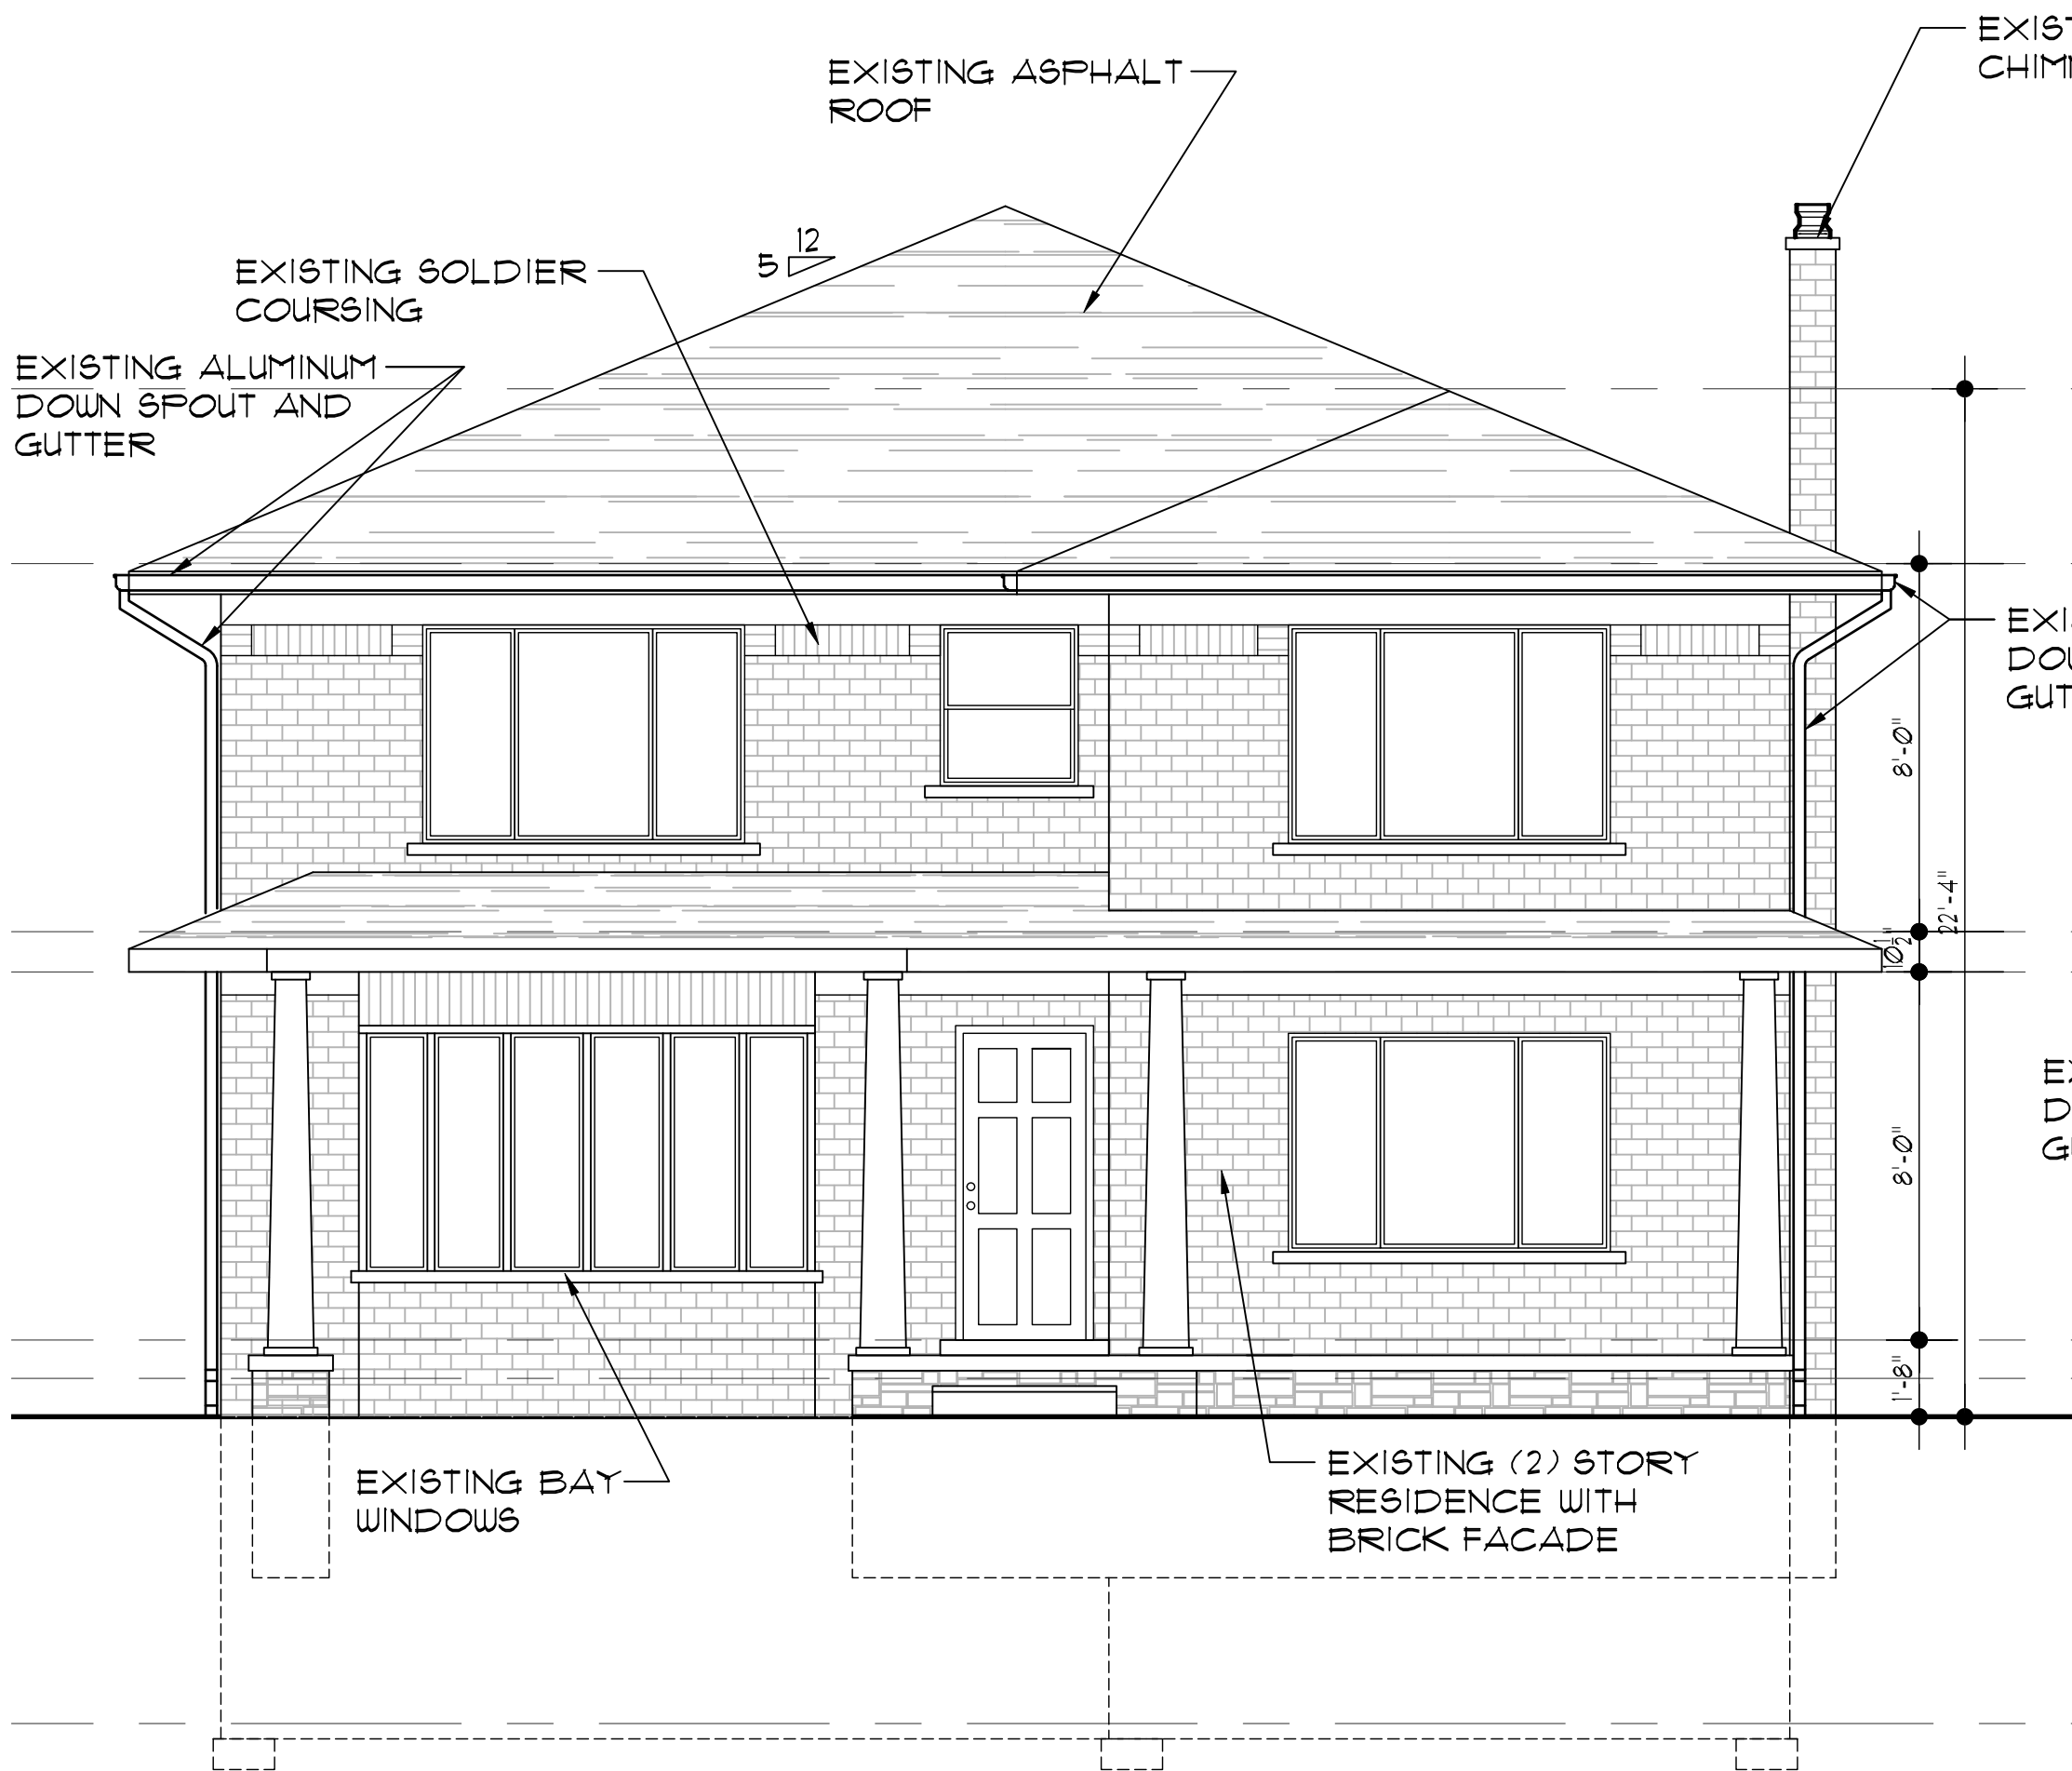 EXISTING ASPHALT
ROOF
12
5
EXISTING SOLDIER
COURSING
EXISTING ALUMINUM
DOWN SPOUT AND
GUTTER
8'-0"
22'-4"
10 1/2"
8'-0"
1'-8"
EXISTING BAY
WINDOWS
EXISTING (2) STORY
RESIDENCE WITH
BRICK FACADE